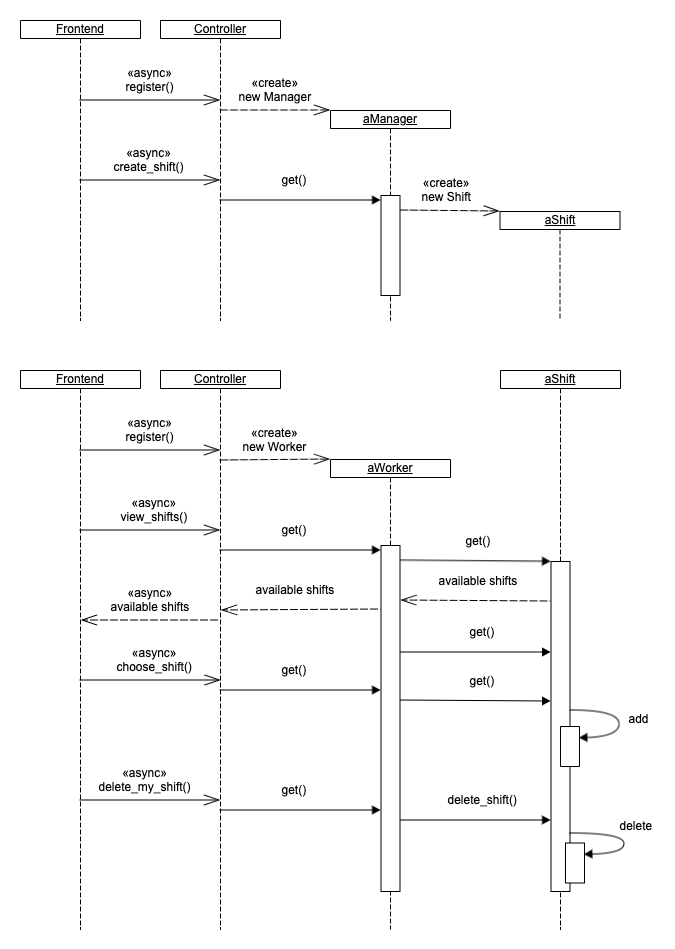 Frontend
Controller
«async»
register()
«create»
new Manager
aManager
«async»
create_shift()
get()
«create»
new Shift
aShift
Frontend
Controller
aShift
«async»
register()
«create»
new Worker
aWorker
«async»
view_shifts()
get()
get()
available shifts
available shifts
«async»
available shifts
get()
«async»
choose_shift()
get()
get()
add
«async»
delete_my_shift()
get()
delete_shift()
delete